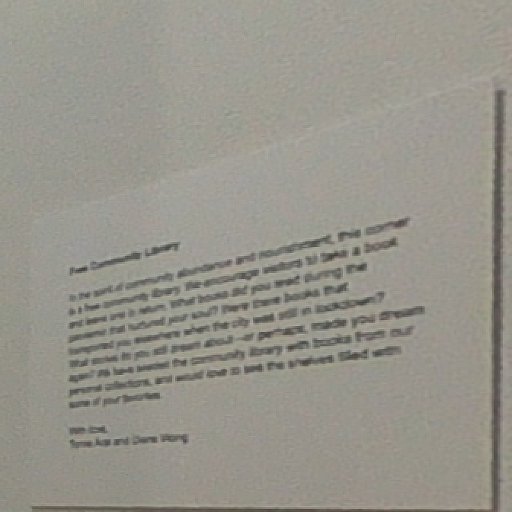 Free Community Library
In the spirit of community abundance and nourishment, this corner
is a free community library. We encourage visitors to take a book
and leave one in return. What books did you read during the
pandemic that nurtured your soul? Were there books that
transported you elsewhere when the city was still in lockdown?
What stories do you still dream about—or perhaps, made you dream
again? We have seeded the community library with books from our
personal collections, and would love to see the shelves filled with
some of your favorites.
With love,
and Wong